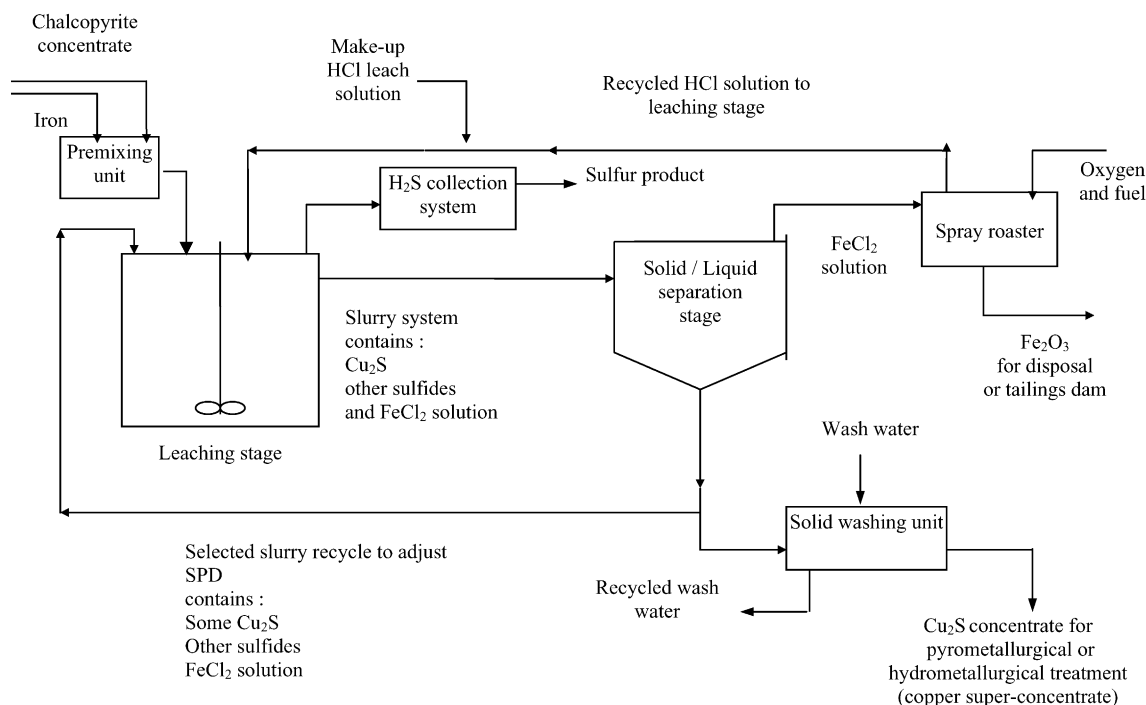 Chalcopyrite
concentrate
Iron
Premixing
unit
Make-up
HCl leach
solution
Recycled HCl solution to
leaching stage
H₂S collection
system
Sulfur product
Oxygen
and fuel
Spray roaster
FeCl₂
solution
Solid / Liquid
separation
stage
Slurry system
contains :
Cu₂S
other sulfides
and FeCl₂ solution
Leaching stage
Fe₂O₃
for disposal
or tailings dam
Wash water
Solid washing unit
Selected slurry recycle to adjust
SPD
contains :
Some Cu₂S
Other sulfides
FeCl₂ solution
Recycled wash
water
Cu₂S concentrate for
pyrometallurgical or
hydrometallurgical treatment
(copper super-concentrate)